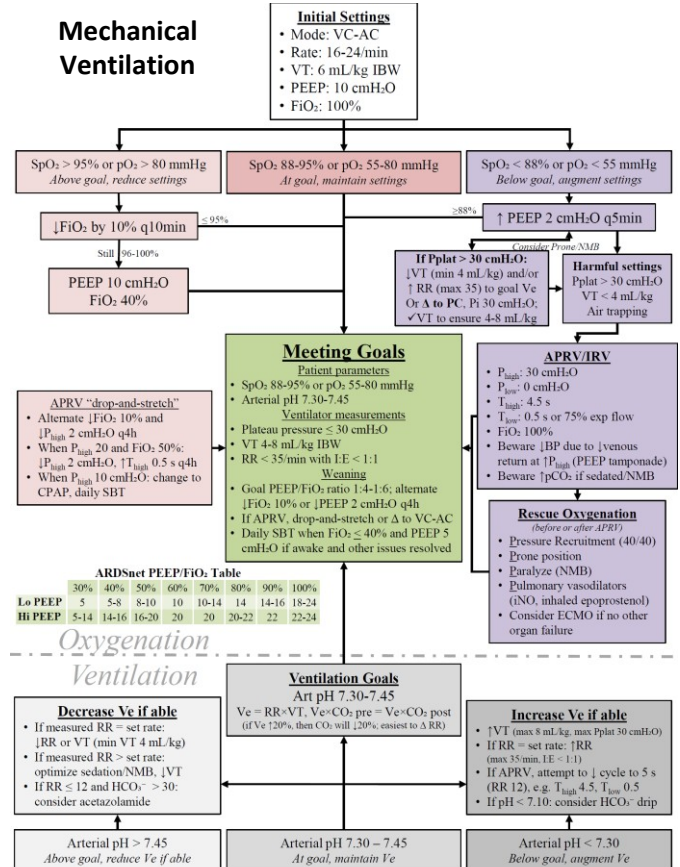 Mechanical
Ventilation
Initial Settings
• Mode: VC-AC
• Rate: 16-24/min
• VT: 6 mL/kg IBW
• PEEP: 10 cmH₂O
• FiO₂: 100%
SpO₂ > 95% or pO₂ > 80 mmHg
Above goal, reduce settings
SpO₂ 88-95% or pO₂ 55-80 mmHg
At goal, maintain settings
SpO₂ < 88% or pO₂ < 55 mmHg
Below goal, augment settings
↓FiO₂ by 10% q10min
≤ 95%
≥88%
↑ PEEP 2 cmH₂O q5min
Still 96-100%
Consider Prone/NMB
PEEP 10 cmH₂O
FiO₂ 40%
If Pplat > 30 cmH₂O:
↓VT (min 4 mL/kg) and/or
↑ RR (max 35) to goal Ve
Or Δ to PC, Pi 30 cmH₂O;
✓VT to ensure 4-8 mL/kg
Harmful settings
Pplat > 30 cmH₂O
VT < 4 mL/kg
Air trapping
Meeting Goals
Patient parameters
• SpO₂ 88-95% or pO₂ 55-80 mmHg
• Arterial pH 7.30-7.45
Ventilator measurements
• Plateau pressure ≤ 30 cmH₂O
• VT 4-8 mL/kg IBW
• RR < 35/min with I:E < 1:1
Weaning
• Goal PEEP/FiO₂ ratio 1:4-1:6; alternate
↓FiO₂ 10% or ↓PEEP 2 cmH₂O q4h
• If APRV, drop-and-stretch or Δ to VC-AC
• Daily SBT when FiO₂ ≤ 40% and PEEP 5
cmH₂O if awake and other issues resolved
APRV "drop-and-stretch"
• Alternate ↓FiO₂ 10% and
↓P_high 2 cmH₂O q4h
• When P_high 20 and FiO₂ 50%:
↓P_high 2 cmH₂O, ↑T_high 0.5 s q4h
• When P_high 10 cmH₂O: change to
CPAP, daily SBT
APRV/IRV
• P_high: 30 cmH₂O
• P_low: 0 cmH₂O
• T_high: 4.5 s
• T_low: 0.5 s or 75% exp flow
• FiO₂ 100%
• Beware ↓BP due to ↓venous
return at ↑P_high (PEEP tamponade)
• Beware ↑pCO₂ if sedated/NMB
Rescue Oxygenation
(before or after APRV)
• Pressure Recruitment (40/40)
• Prone position
• Paralyze (NMB)
• Pulmonary vasodilators
(iNO, inhaled epoprostenol)
• Consider ECMO if no other
organ failure
ARDSnet PEEP/FiO₂ Table
30% 40% 50% 60% 70% 80% 90% 100%
Lo PEEP 5 5-8 8-10 10 10-14 14 14-16 18-24
Hi PEEP 5-14 14-16 16-20 20 20 20-22 22 22-24
Oxygenation
Ventilation
Ventilation Goals
Art pH 7.30-7.45
Ve = RR×VT, Ve×CO₂ pre = Ve×CO₂ post
(if Ve ↑20%, then CO₂ will ↓20%; easiest to Δ RR)
Decrease Ve if able
• If measured RR = set rate:
↓RR or VT (min VT 4 mL/kg)
• If measured RR > set rate:
optimize sedation/NMB, ↓VT
• If RR ≤ 12 and HCO₃⁻ > 30:
consider acetazolamide
Increase Ve if able
• ↑VT (max 8 mL/kg, max Pplat 30 cmH₂O)
• If RR = set rate: ↑RR
(max 35/min, I:E < 1:1)
• If APRV, attempt to ↓ cycle to 5 s
(RR 12), e.g. T_high 4.5, T_low 0.5
• If pH < 7.10: consider HCO₃⁻ drip
Arterial pH > 7.45
Above goal, reduce Ve if able
Arterial pH 7.30 – 7.45
At goal, maintain Ve
Arterial pH < 7.30
Below goal, augment Ve